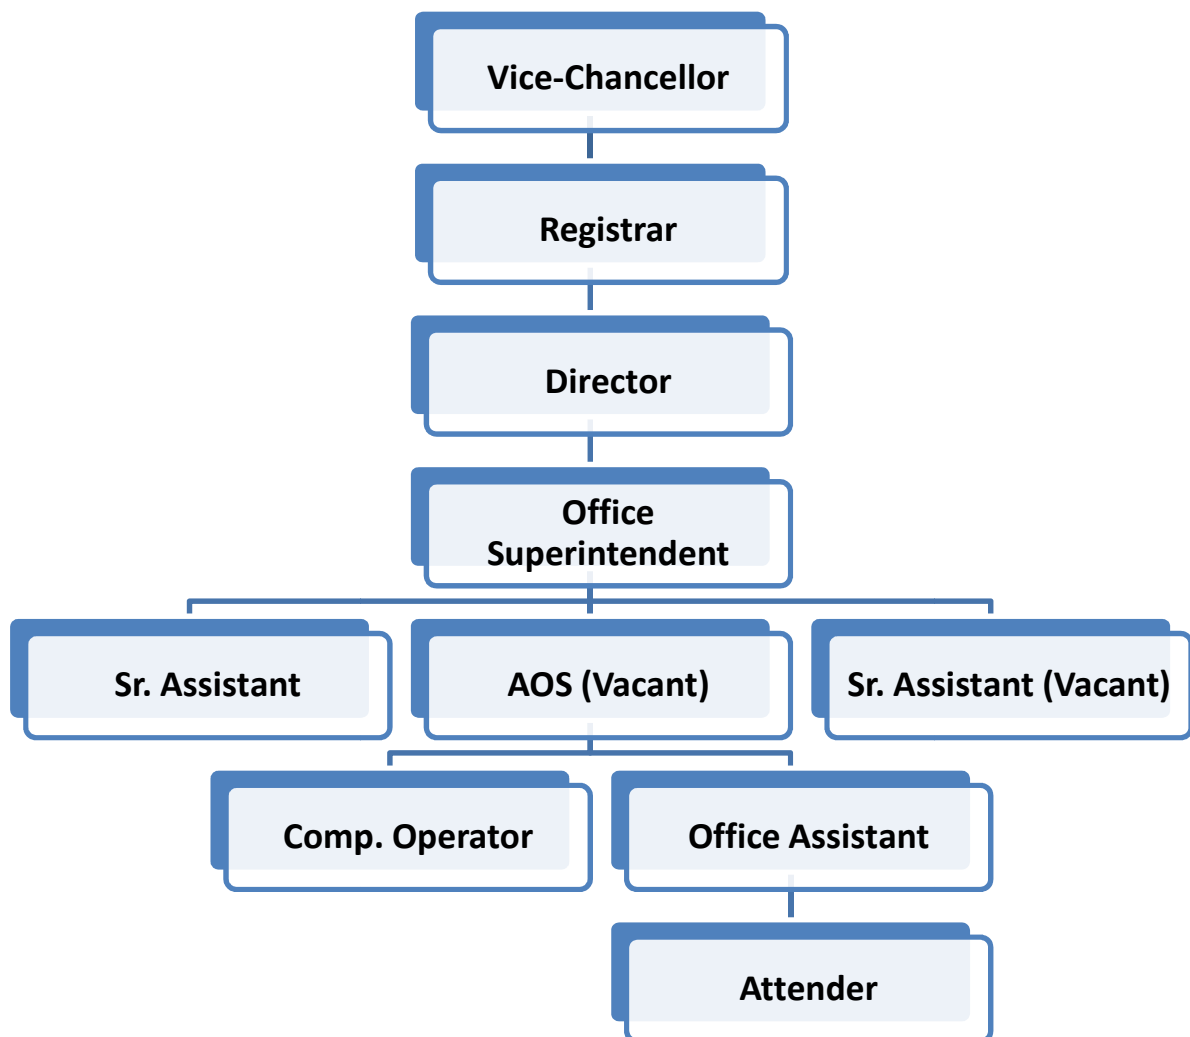 Vice-Chancellor
Registrar
Director
Office
Superintendent
Sr. Assistant
AOS (Vacant)
Sr. Assistant (Vacant)
Comp. Operator
Office Assistant
Attender